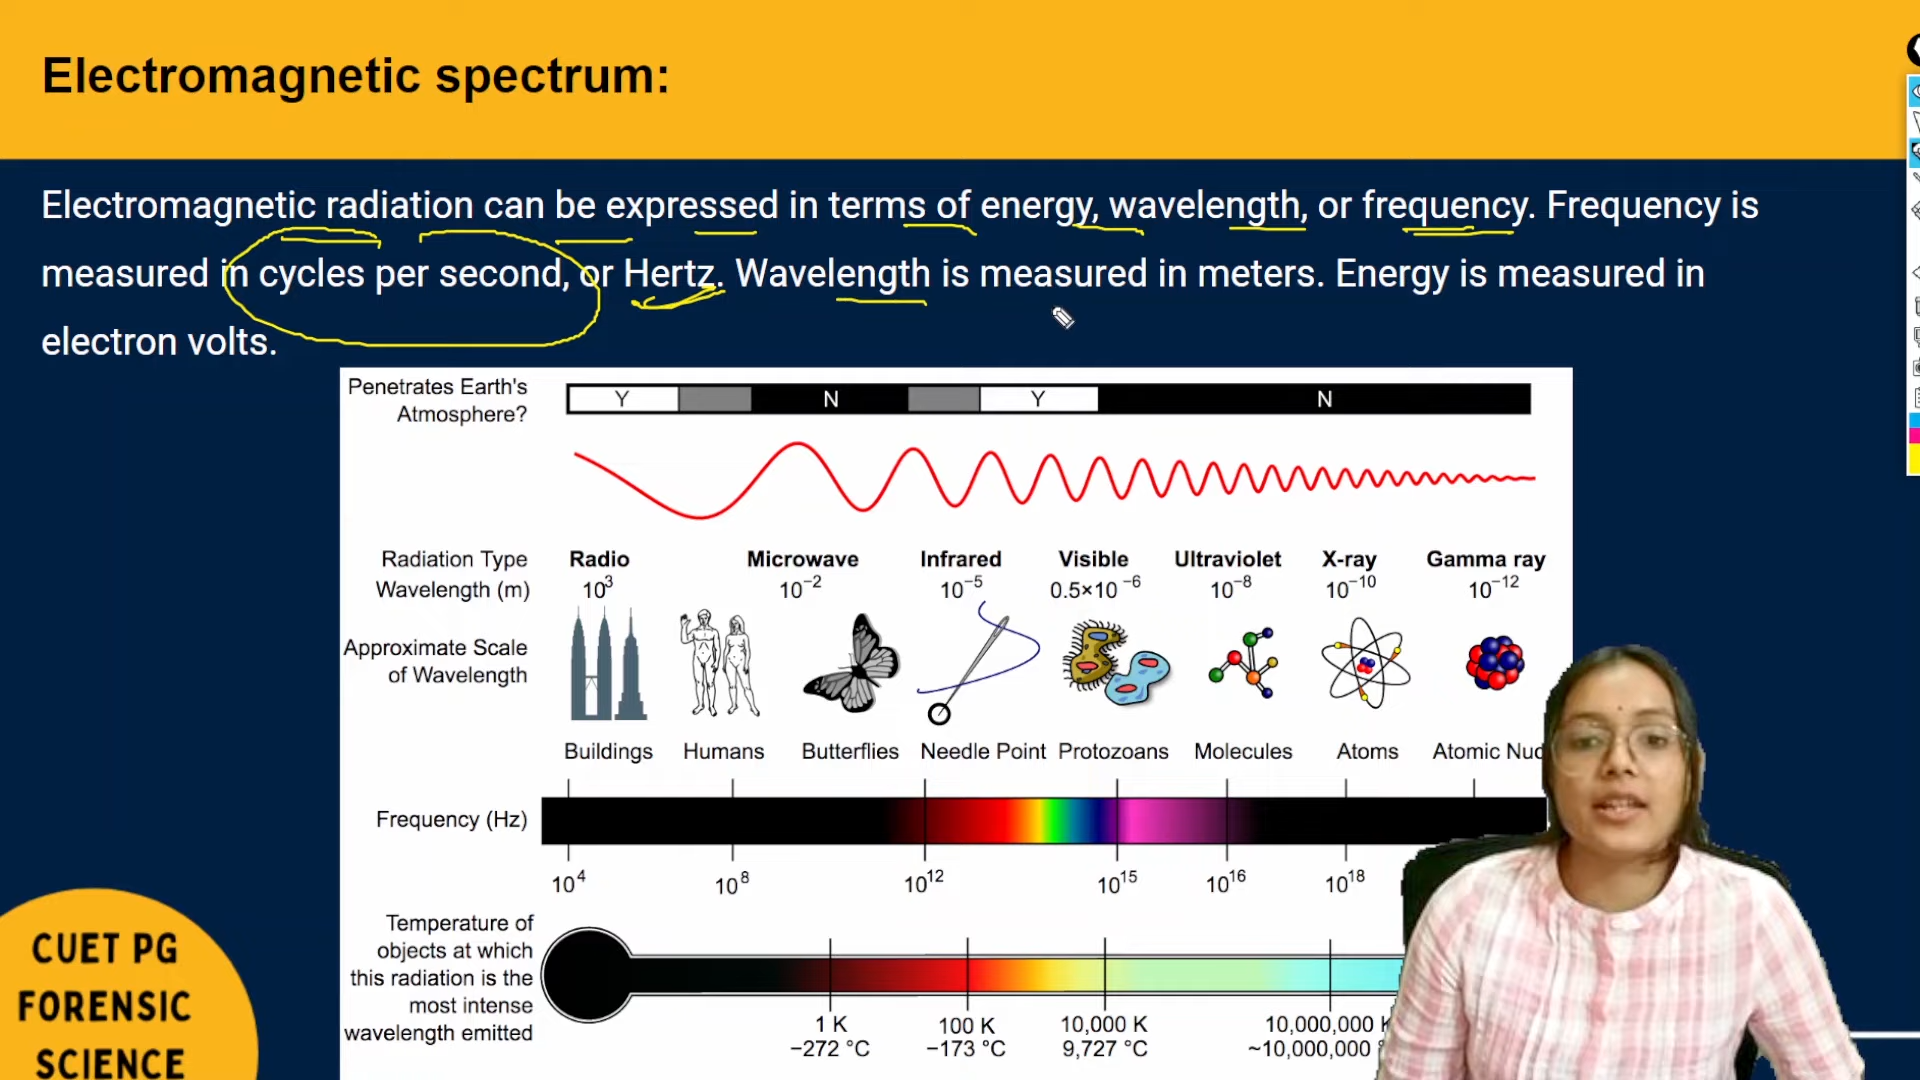 Electromagnetic spectrum:
Electromagnetic radiation can be expressed in terms of energy, wavelength, or frequency. Frequency is
measured in cycles per second, or Hertz. Wavelength is measured in meters. Energy is measured in
electron volts.
Penetrates Earth's
Atmosphere?
Y N Y N
Radiation Type Radio Microwave Infrared Visible Ultraviolet X-ray Gamma ray
Wavelength (m) 10³ 10⁻² 10⁻⁵ 0.5×10⁻⁶ 10⁻⁸ 10⁻¹⁰ 10⁻¹²
Approximate Scale
of Wavelength
Buildings Humans Butterflies Needle Point Protozoans Molecules Atoms Atomic Nuc
Frequency (Hz)
10⁴ 10⁸ 10¹² 10¹⁵ 10¹⁶ 10¹⁸
Temperature of
objects at which
this radiation is the
most intense
wavelength emitted
1 K 100 K 10,000 K 10,000,000 K
−272 °C −173 °C 9,727 °C ~10,000,000 °
CUET PG
FORENSIC
SCIENCE